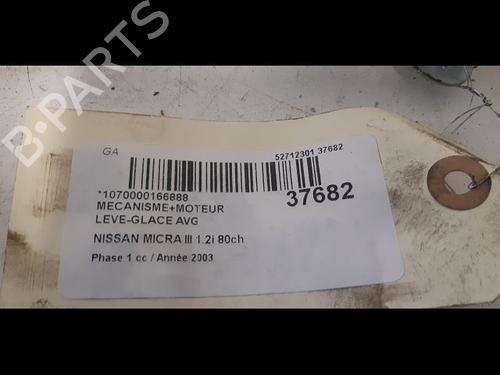 B-PARTS
GA
52712301 37682
*1070000166888
37682
MECANISME+MOTEUR
LEVE-GLACE AVG
NISSAN MICRA III 1.2i 80ch
Phase 1 cc / Année 2003